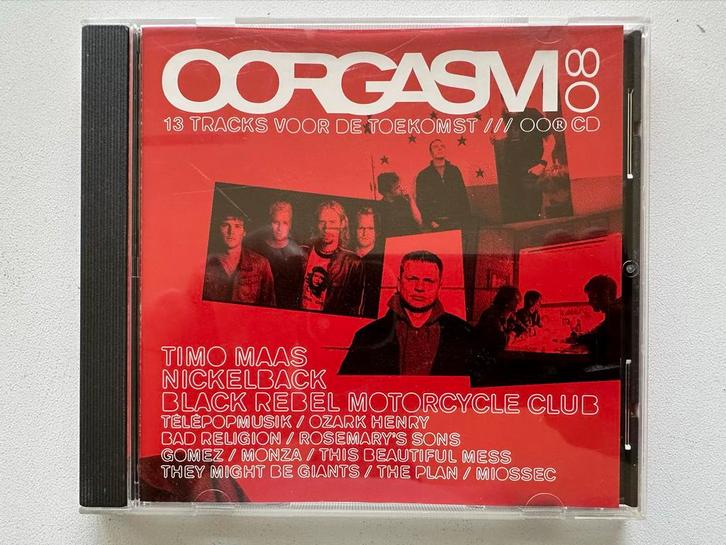 OORGASM
08
13 TRACKS VOOR DE TOEKOMST /// OO® CD
TIMO MAAS
NICKELBACK
BLACK REBEL MOTORCYCLE CLUB
TÉLÉPOPMUSIK / OZARK HENRY
BAD RELIGION / ROSEMARY'S SONS
GOMEZ / MONZA / THIS BEAUTIFUL MESS
THEY MIGHT BE GIANTS / THE PLAN / MIOSSEC